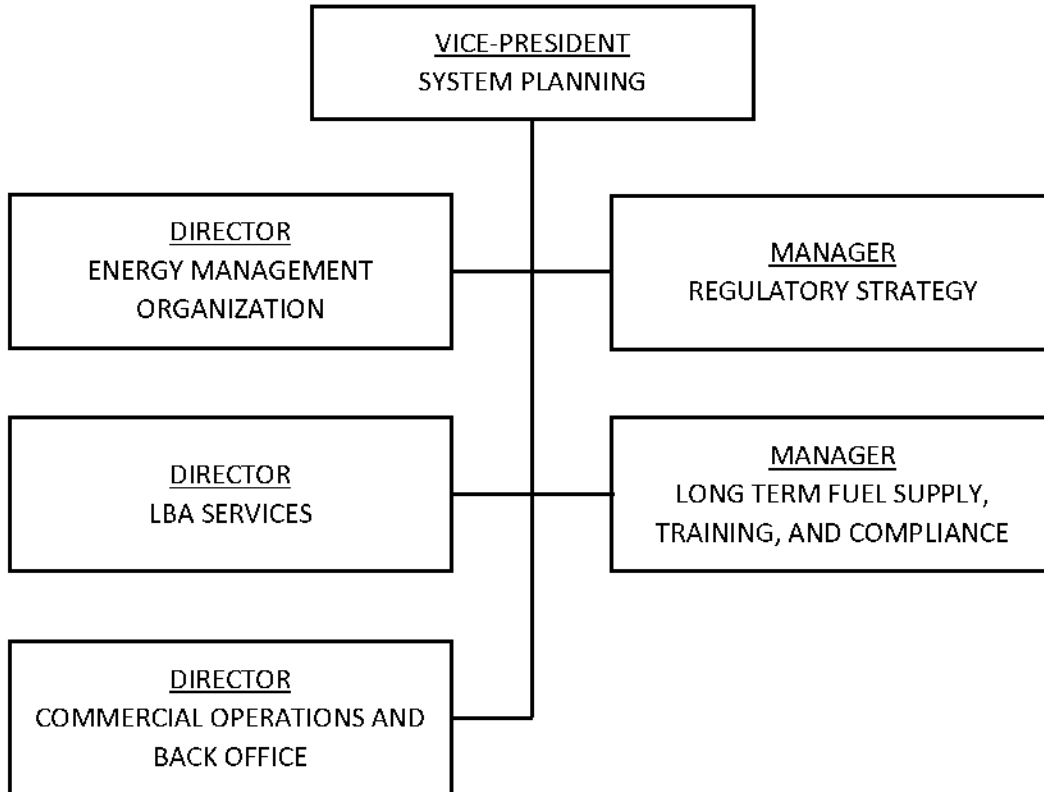 VICE-PRESIDENT
SYSTEM PLANNING
DIRECTOR
ENERGY MANAGEMENT
ORGANIZATION
MANAGER
REGULATORY STRATEGY
DIRECTOR
LBA SERVICES
MANAGER
LONG TERM FUEL SUPPLY,
TRAINING, AND COMPLIANCE
DIRECTOR
COMMERCIAL OPERATIONS AND
BACK OFFICE